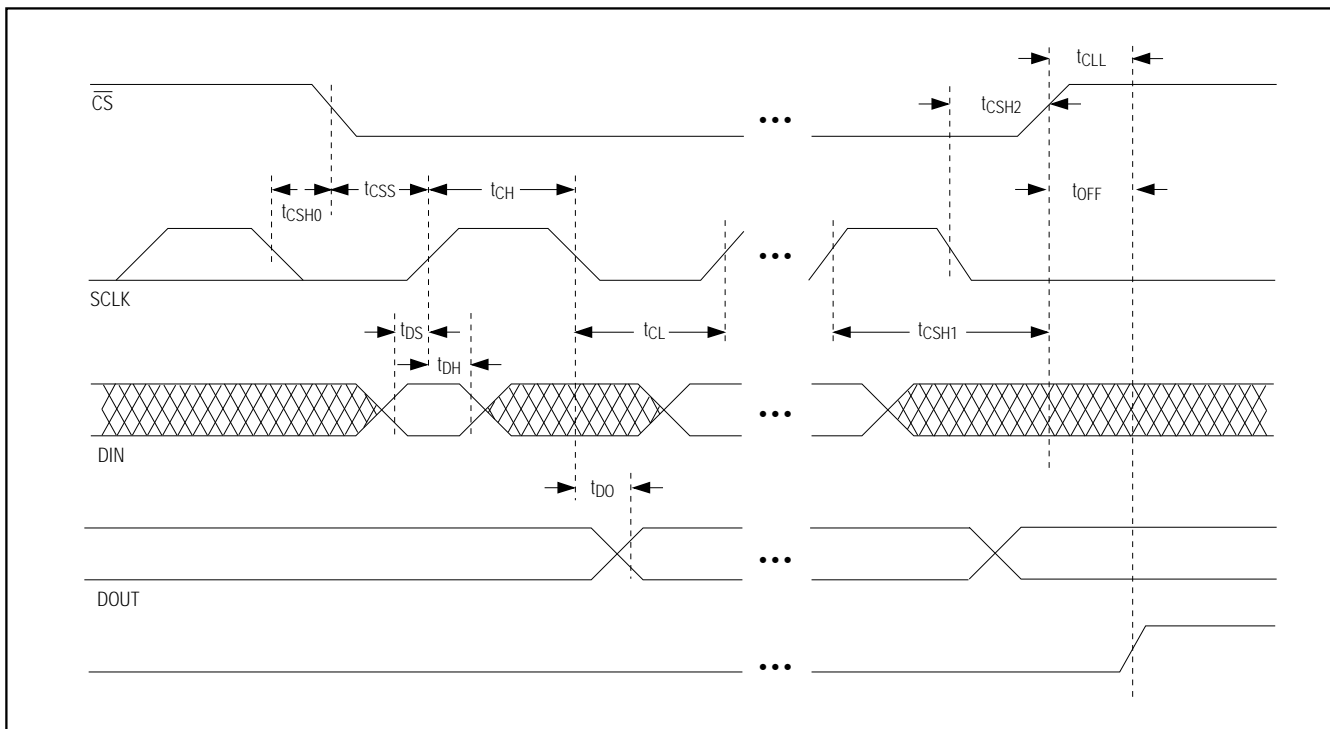 tCLL
CS
tCSH2
tCSS
tCH
tOFF
tCSH0
SCLK
tDS
tCL
tCSH1
tDH
DIN
tDO
DOUT